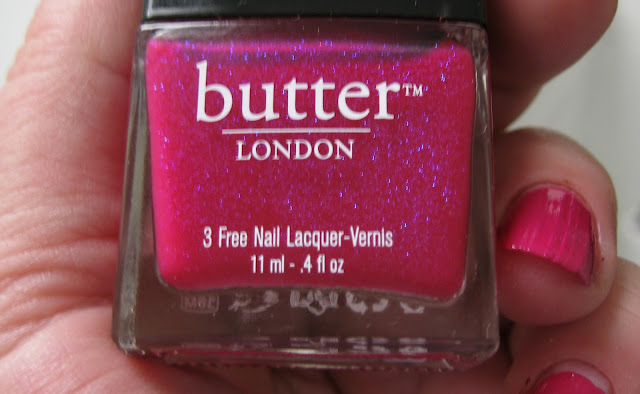 butter™
LONDON
3 Free Nail Lacquer-Vernis
11 ml - .4 fl oz